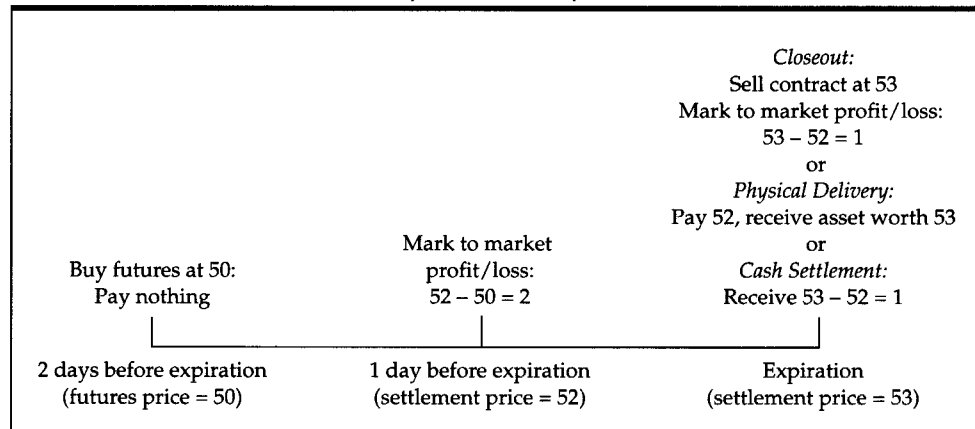 Closeout:
Sell contract at 53
Mark to market profit/loss:
53 – 52 = 1
or
Physical Delivery:
Pay 52, receive asset worth 53
or
Cash Settlement:
Receive 53 – 52 = 1
Mark to market
profit/loss:
52 – 50 = 2
Buy futures at 50:
Pay nothing
2 days before expiration
(futures price = 50)
1 day before expiration
(settlement price = 52)
Expiration
(settlement price = 53)